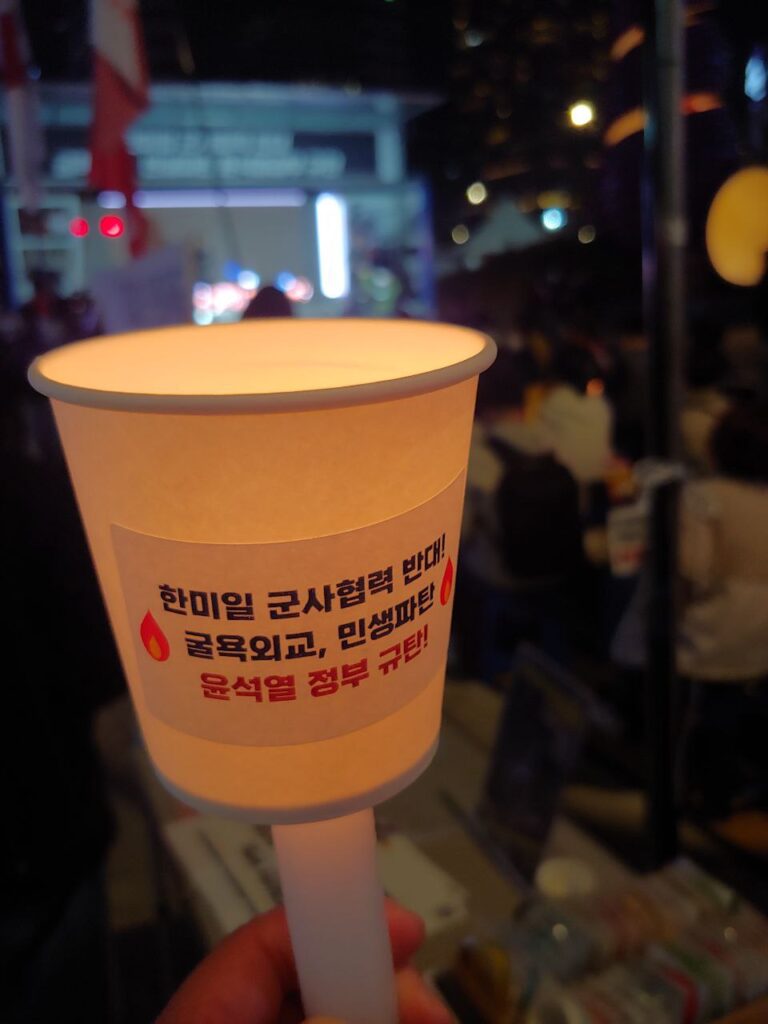 한미일 군사협력 반대!
굴욕외교, 민생파탄
윤석열 정부 규탄!